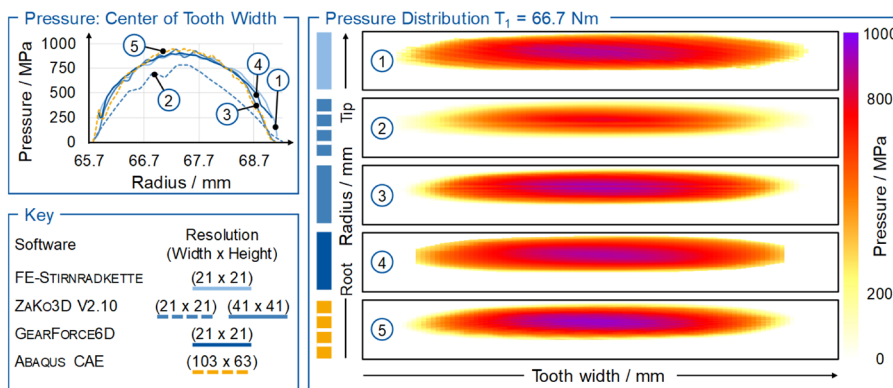 Pressure: Center of Tooth Width
Pressure / MPa
1000
750
500
250
0
65.7 66.7 67.7 68.7
Radius / mm
5
4
1
2
3
Key
Software Resolution
(Width x Height)
FE-STIRNRADKETTE (21 x 21)
ZAKO3D V2.10 (21 x 21) (41 x 41)
GEARFORCE6D (21 x 21)
ABAQUS CAE (103 x 63)
Pressure Distribution T1 = 66.7 Nm
Root Radius / mm Tip
1
2
3
4
5
Tooth width / mm
1000
800
600
400
200
0
Pressure / MPa